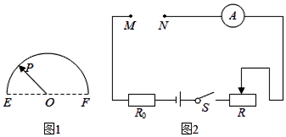 M N A
P
E O F
R₀ S R
图1 图2